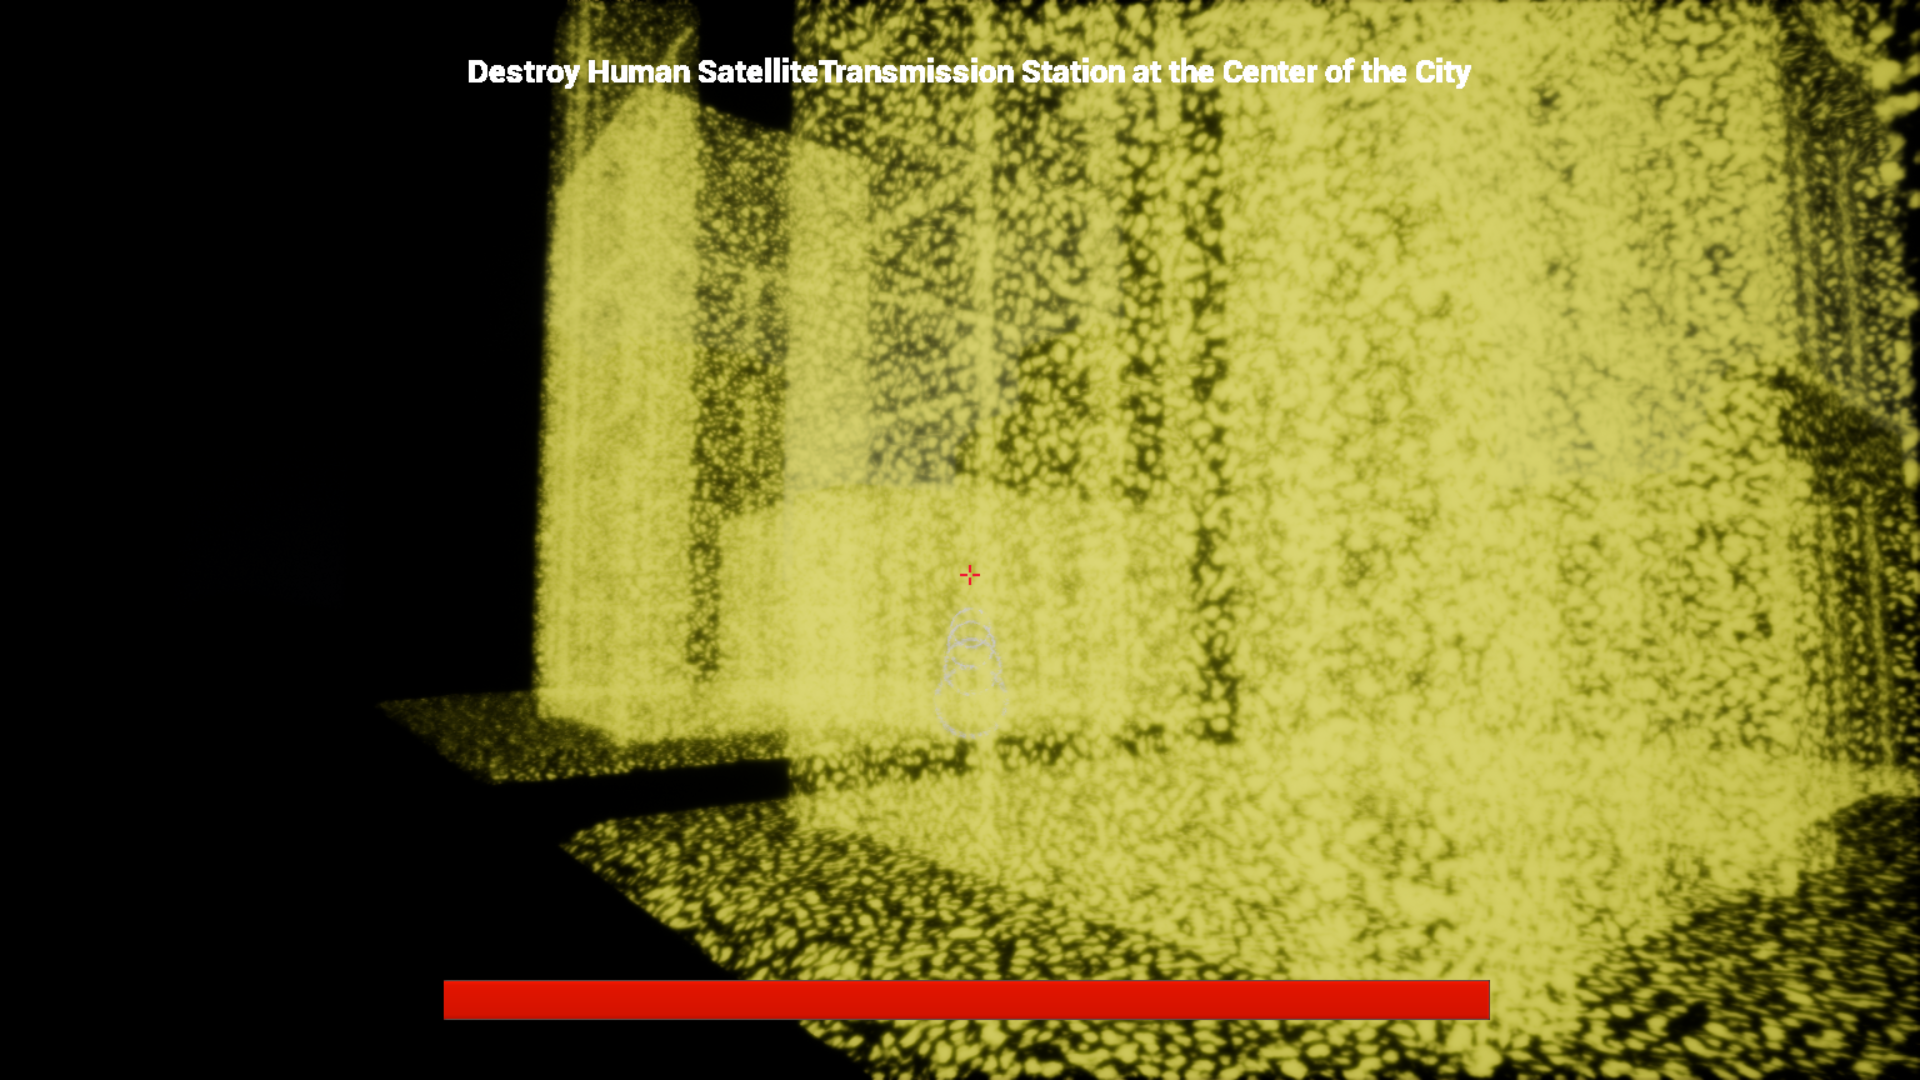 Destroy Human SatelliteTransmission Station at the Center of the City